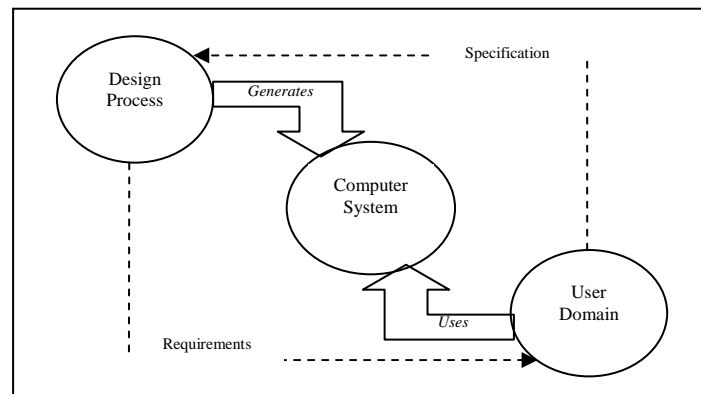 Specification
Design
Process
Generates
Computer
System
User
Domain
Uses
Requirements